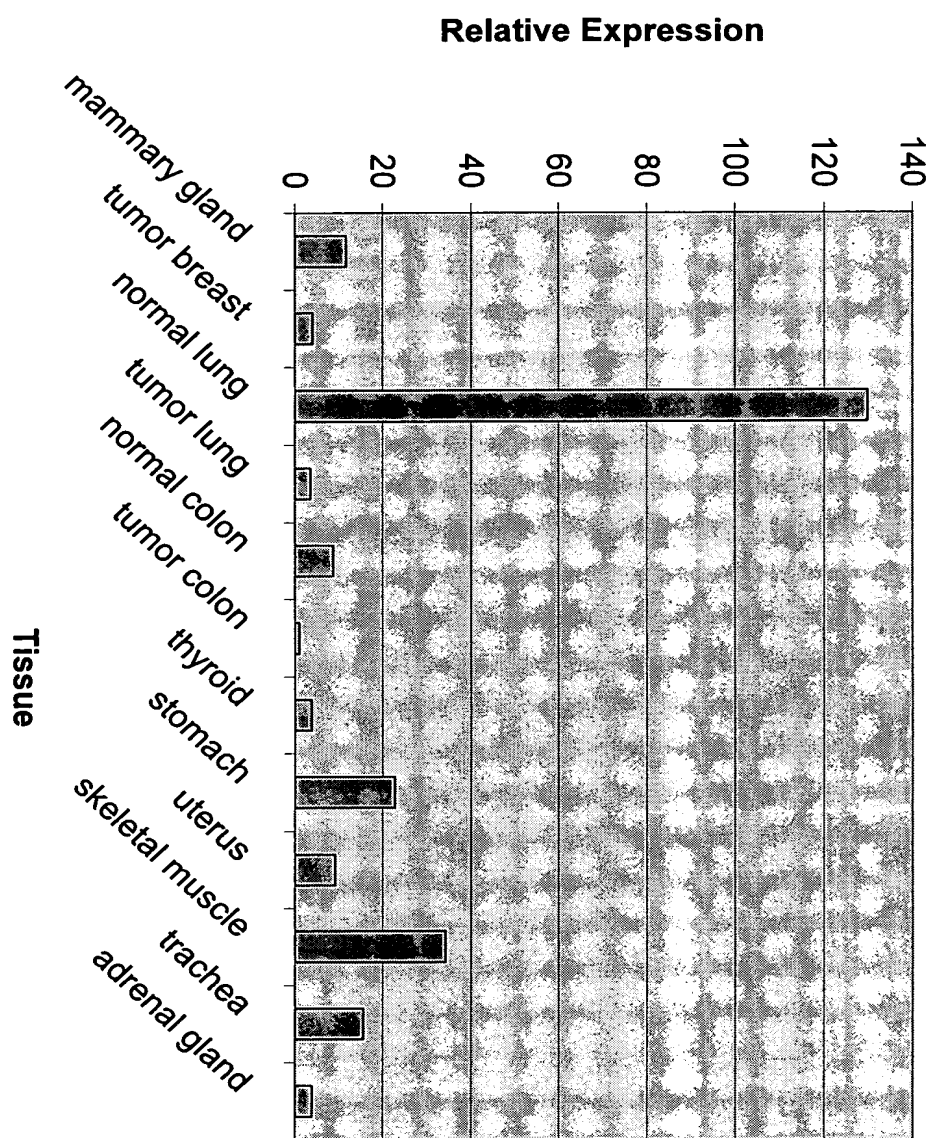 Relative Expression
140
120
100
80
60
40
20
0
mammary gland
tumor breast
normal lung
tumor lung
normal colon
tumor colon
thyroid
stomach
uterus
skeletal muscle
trachea
adrenal gland
Tissue